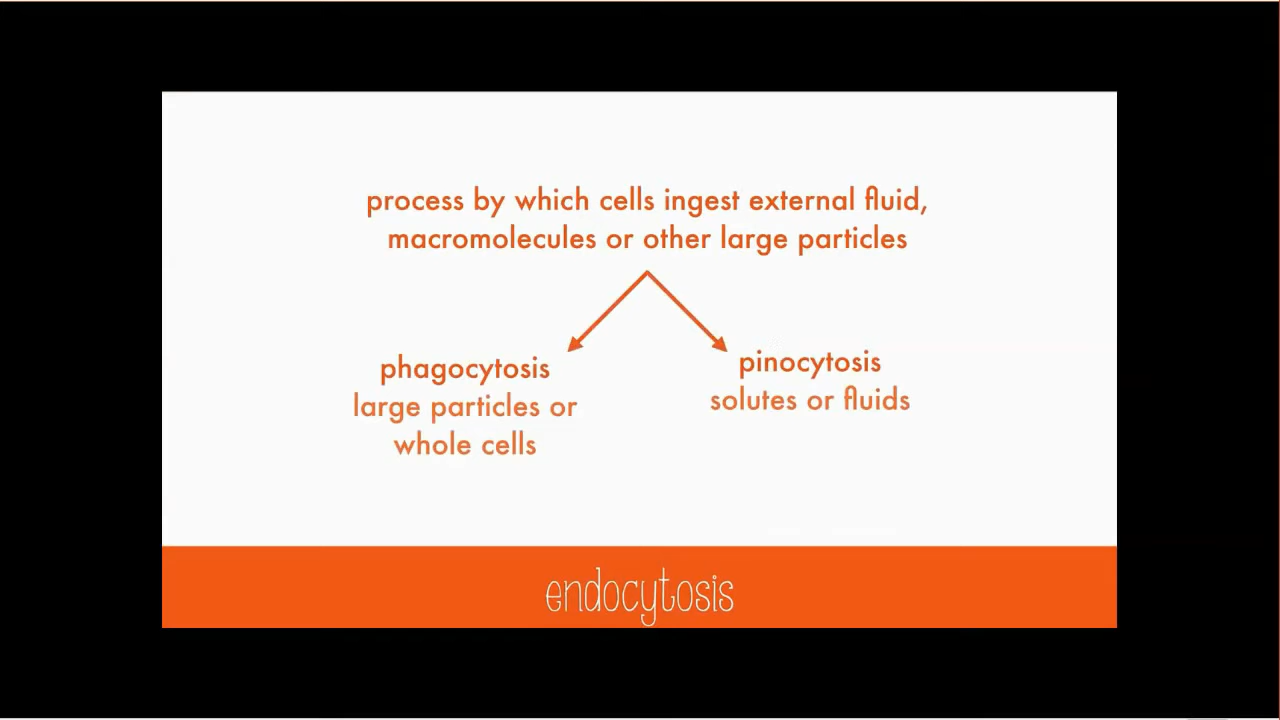 process by which cells ingest external fluid,
macromolecules or other large particles
phagocytosis
large particles or
whole cells
pinocytosis
solutes or fluids
endocytosis